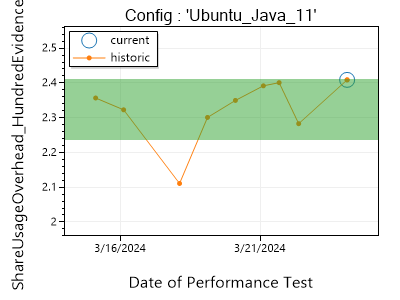 Config : 'Ubuntu_Java_11'
current
historic
ShareUsageOverhead_HundredEvidence
2.5
2.4
2.3
2.2
2.1
2
3/16/2024
3/21/2024
Date of Performance Test